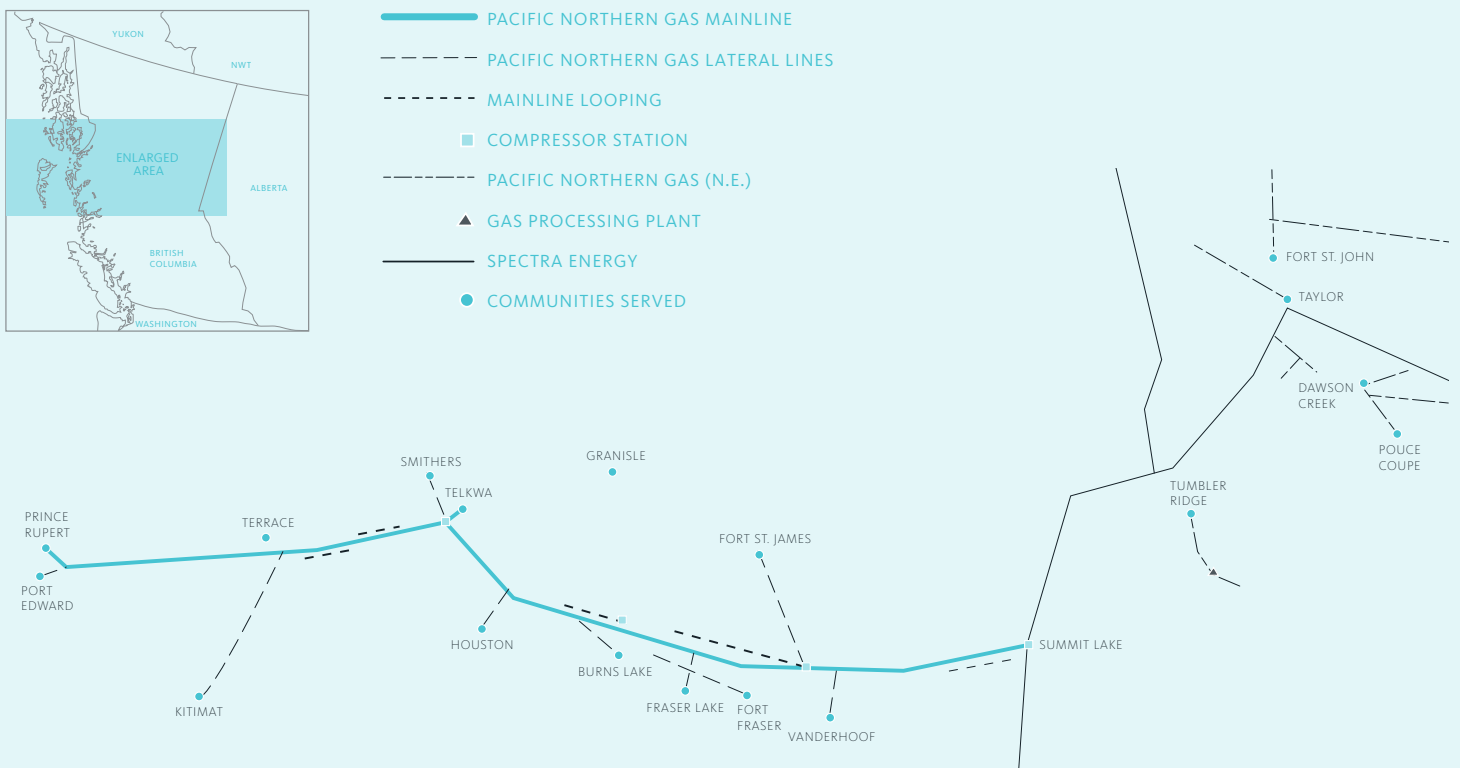 YUKON
NWT
ENLARGED
AREA
ALBERTA
BRITISH
COLUMBIA
WASHINGTON
PACIFIC NORTHERN GAS MAINLINE
PACIFIC NORTHERN GAS LATERAL LINES
MAINLINE LOOPING
COMPRESSOR STATION
PACIFIC NORTHERN GAS (N.E.)
GAS PROCESSING PLANT
SPECTRA ENERGY
COMMUNITIES SERVED
FORT ST. JOHN
TAYLOR
DAWSON
CREEK
POUCE
COUPE
TUMBLER
RIDGE
SMITHERS
GRANISLE
TELKWA
PRINCE
RUPERT
TERRACE
FORT ST. JAMES
PORT
EDWARD
HOUSTON
SUMMIT LAKE
BURNS LAKE
KITIMAT
FRASER LAKE
FORT
FRASER
VANDERHOOF